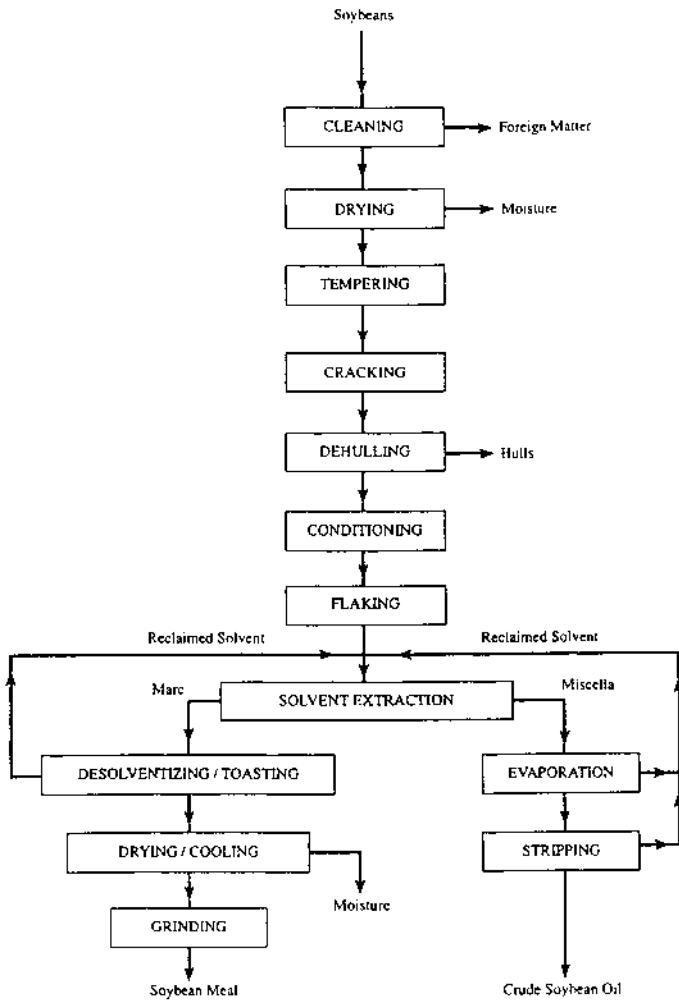 Soybeans
CLEANING
Foreign Matter
DRYING
Moisture
TEMPERING
CRACKING
DEHULLING
Hulls
CONDITIONING
FLAKING
Reclaimed Solvent
Reclaimed Solvent
Marc
SOLVENT EXTRACTION
Miscella
DESOLVENTIZING / TOASTING
EVAPORATION
DRYING / COOLING
STRIPPING
Moisture
GRINDING
Soybean Meal
Crude Soybean Oil